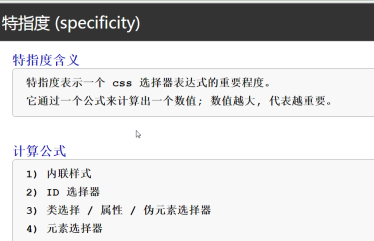 特指度 (specificity)
特指度含义
特指度表示一个 css 选择器表达式的重要程度。
它通过一个公式来计算出一个数值; 数值越大, 代表越重要。
计算公式
1) 内联样式
2) ID 选择器
3) 类选择 / 属性 / 伪元素选择器
4) 元素选择器